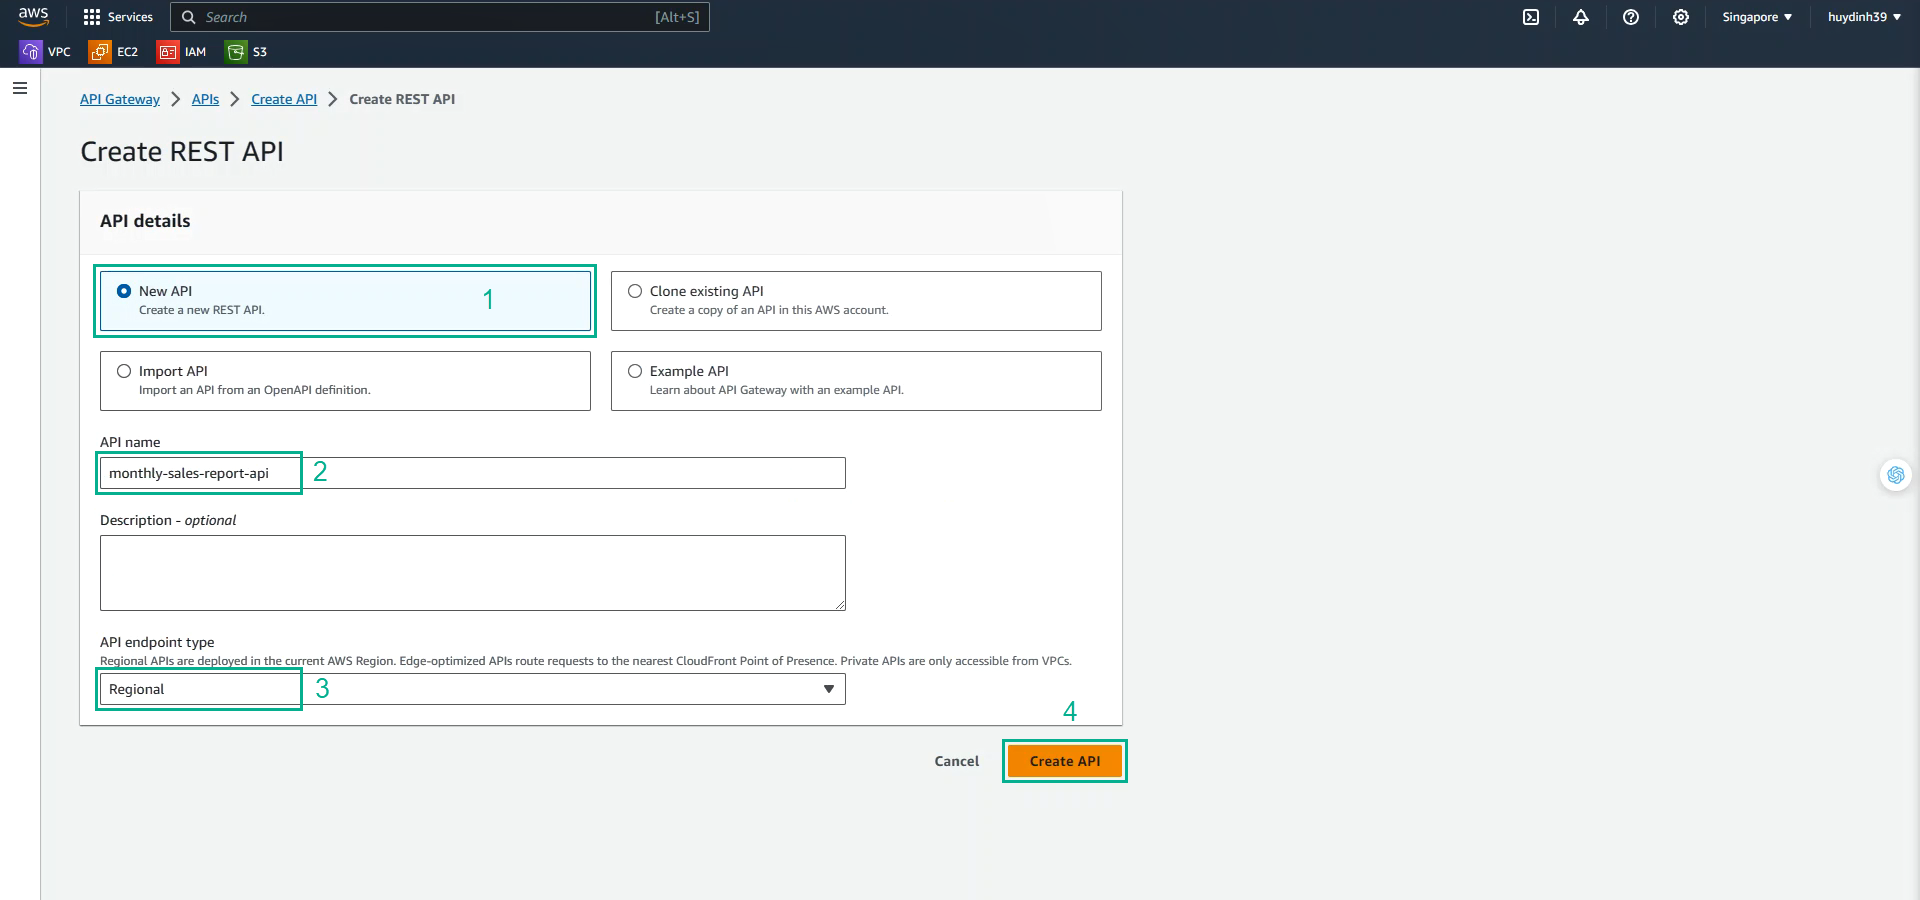 aws
Services
Search
[Alt+S]
Singapore
huydinh39
VPC
EC2
IAM
S3
API Gateway
APIs
Create API
Create REST API
Create REST API
API details
New API
Create a new REST API.
1
Clone existing API
Create a copy of an API in this AWS account.
Import API
Import an API from an OpenAPI definition.
Example API
Learn about API Gateway with an example API.
API name
monthly-sales-report-api
2
Description - optional
API endpoint type
Regional APIs are deployed in the current AWS Region. Edge-optimized APIs route requests to the nearest CloudFront Point of Presence. Private APIs are only accessible from VPCs.
Regional
3
4
Cancel
Create API